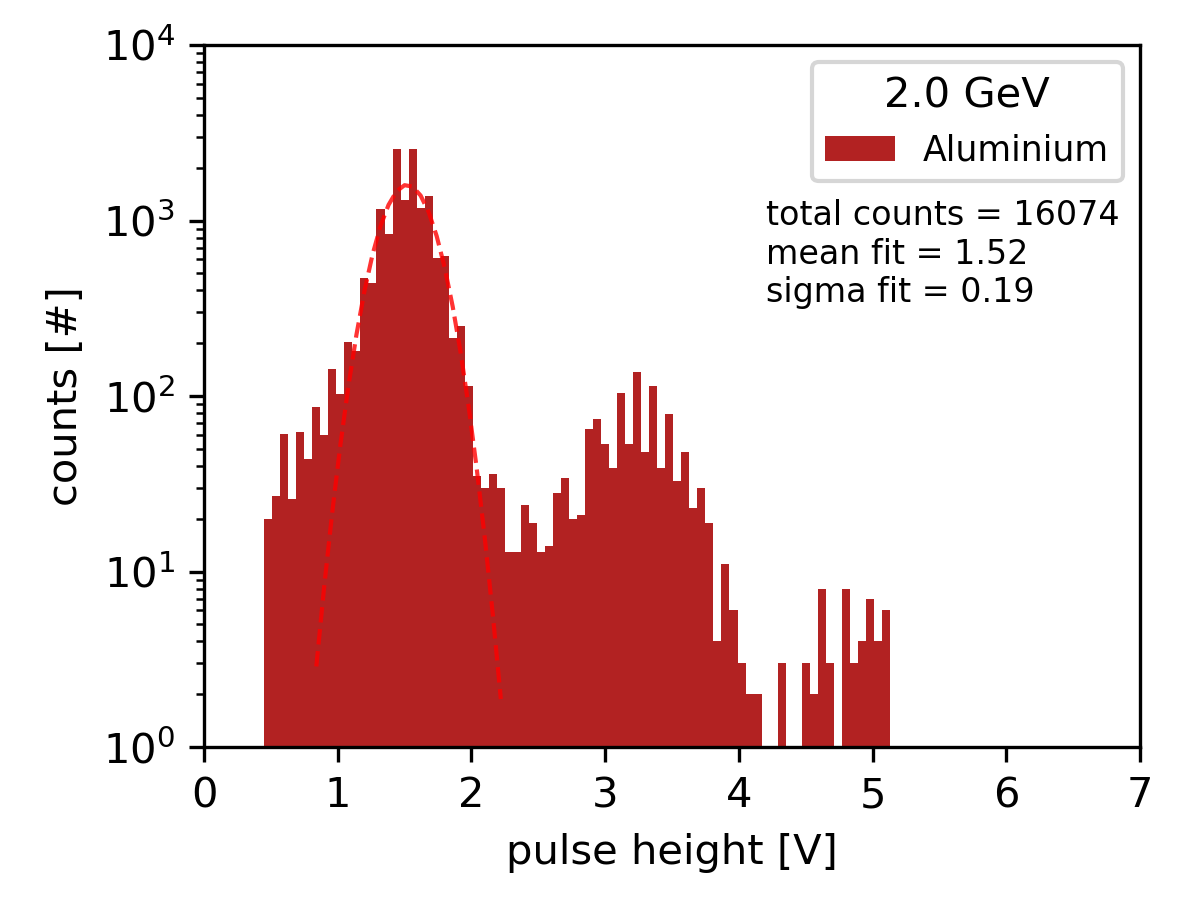 10⁴
10³
10²
10¹
10⁰
counts [#]
2.0 GeV
Aluminium
total counts = 16074
mean fit = 1.52
sigma fit = 0.19
0 1 2 3 4 5 6 7
pulse height [V]